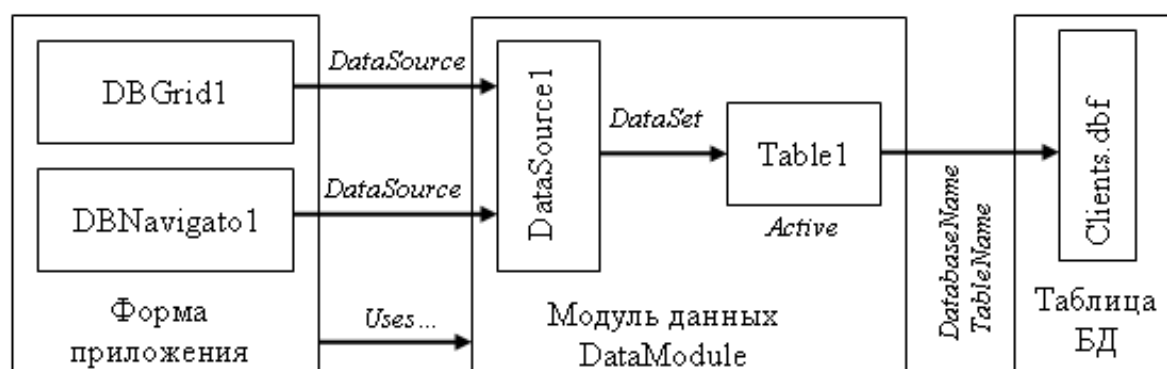 DBGrid1
DBNavigato1
Форма
приложения
DataSource
DataSource
Uses...
DataSource1
DataSet
Table1
Active
Модуль данных
DataModule
DatabaseName
TableName
Clients.dbf
Таблица
БД